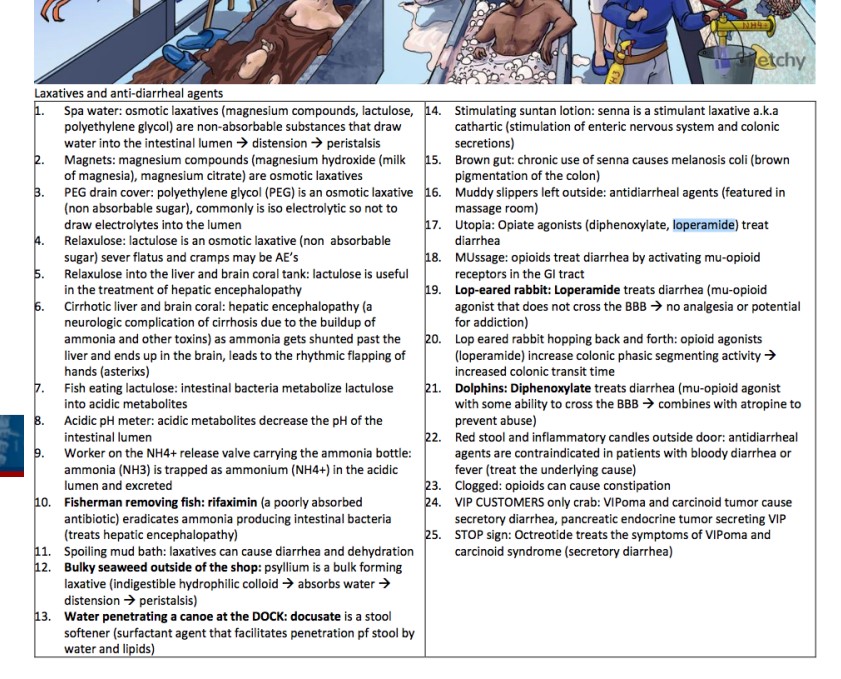 NH4+
sketchy
Laxatives and anti-diarrheal agents
1. Spa water: osmotic laxatives (magnesium compounds, lactulose,
polyethylene glycol) are non-absorbable substances that draw
water into the intestinal lumen → distension → peristalsis
2. Magnets: magnesium compounds (magnesium hydroxide (milk
of magnesia), magnesium citrate) are osmotic laxatives
3. PEG drain cover: polyethylene glycol (PEG) is an osmotic laxative
(non absorbable sugar), commonly is iso electrolytic so not to
draw electrolytes into the lumen
4. Relaxulose: lactulose is an osmotic laxative (non absorbable
sugar) sever flatus and cramps may be AE's
5. Relaxulose into the liver and brain coral tank: lactulose is useful
in the treatment of hepatic encephalopathy
6. Cirrhotic liver and brain coral: hepatic encephalopathy (a
neurologic complication of cirrhosis due to the buildup of
ammonia and other toxins) as ammonia gets shunted past the
liver and ends up in the brain, leads to the rhythmic flapping of
hands (asterixs)
7. Fish eating lactulose: intestinal bacteria metabolize lactulose
into acidic metabolites
8. Acidic pH meter: acidic metabolites decrease the pH of the
intestinal lumen
9. Worker on the NH4+ release valve carrying the ammonia bottle:
ammonia (NH3) is trapped as ammonium (NH4+) in the acidic
lumen and excreted
10. Fisherman removing fish: rifaximin (a poorly absorbed
antibiotic) eradicates ammonia producing intestinal bacteria
(treats hepatic encephalopathy)
11. Spoiling mud bath: laxatives can cause diarrhea and dehydration
12. Bulky seaweed outside of the shop: psyllium is a bulk forming
laxative (indigestible hydrophilic colloid → absorbs water →
distension → peristalsis)
13. Water penetrating a canoe at the DOCK: docusate is a stool
softener (surfactant agent that facilitates penetration pf stool by
water and lipids)
14. Stimulating suntan lotion: senna is a stimulant laxative a.k.a
cathartic (stimulation of enteric nervous system and colonic
secretions)
15. Brown gut: chronic use of senna causes melanosis coli (brown
pigmentation of the colon)
16. Muddy slippers left outside: antidiarrheal agents (featured in
massage room)
17. Utopia: Opiate agonists (diphenoxylate, loperamide) treat
diarrhea
18. MUssage: opioids treat diarrhea by activating mu-opioid
receptors in the GI tract
19. Lop-eared rabbit: Loperamide treats diarrhea (mu-opioid
agonist that does not cross the BBB → no analgesia or potential
for addiction)
20. Lop eared rabbit hopping back and forth: opioid agonists
(loperamide) increase colonic phasic segmenting activity →
increased colonic transit time
21. Dolphins: Diphenoxylate treats diarrhea (mu-opioid agonist
with some ability to cross the BBB → combines with atropine to
prevent abuse)
22. Red stool and inflammatory candles outside door: antidiarrheal
agents are contraindicated in patients with bloody diarrhea or
fever (treat the underlying cause)
23. Clogged: opioids can cause constipation
24. VIP CUSTOMERS only crab: VIPoma and carcinoid tumor cause
secretory diarrhea, pancreatic endocrine tumor secreting VIP
25. STOP sign: Octreotide treats the symptoms of VIPoma and
carcinoid syndrome (secretory diarrhea)